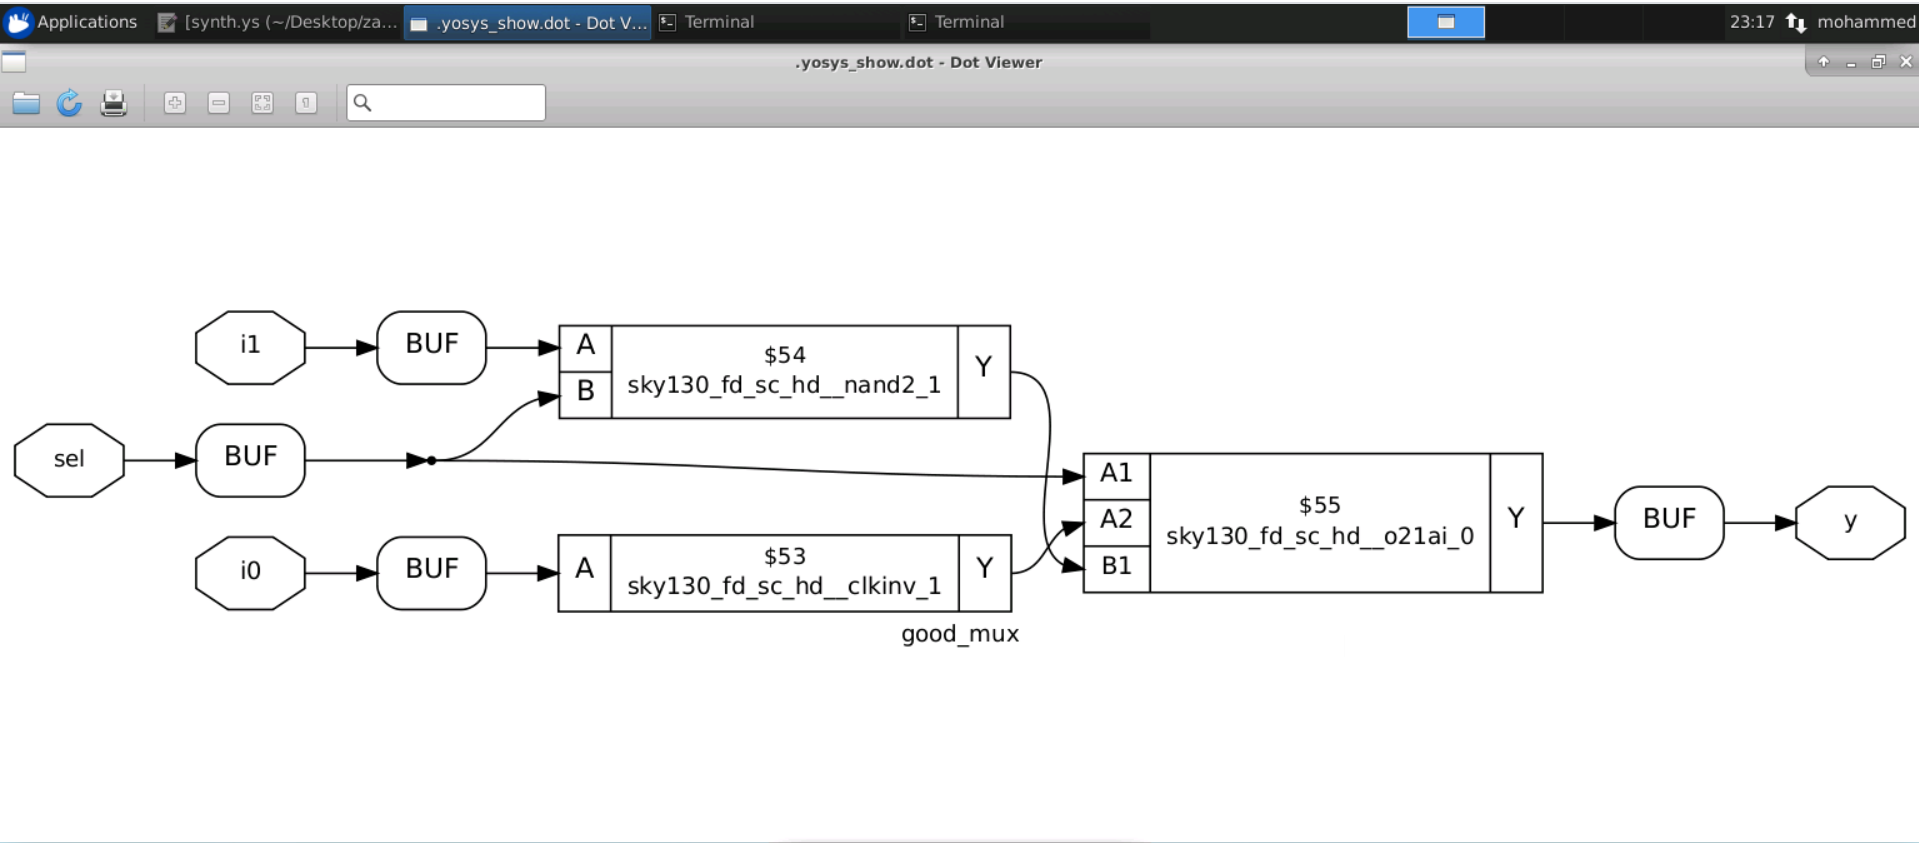 Applications [synth.ys (~/Desktop/za... .yosys_show.dot - Dot V... Terminal Terminal 23:17 mohammed
.yosys_show.dot - Dot Viewer
i1 BUF A B $54 Y
sky130_fd_sc_hd__nand2_1
sel BUF
i0 BUF A $53 Y
sky130_fd_sc_hd__clkinv_1
A1 A2 B1 $55 Y BUF y
sky130_fd_sc_hd__o21ai_0
good_mux